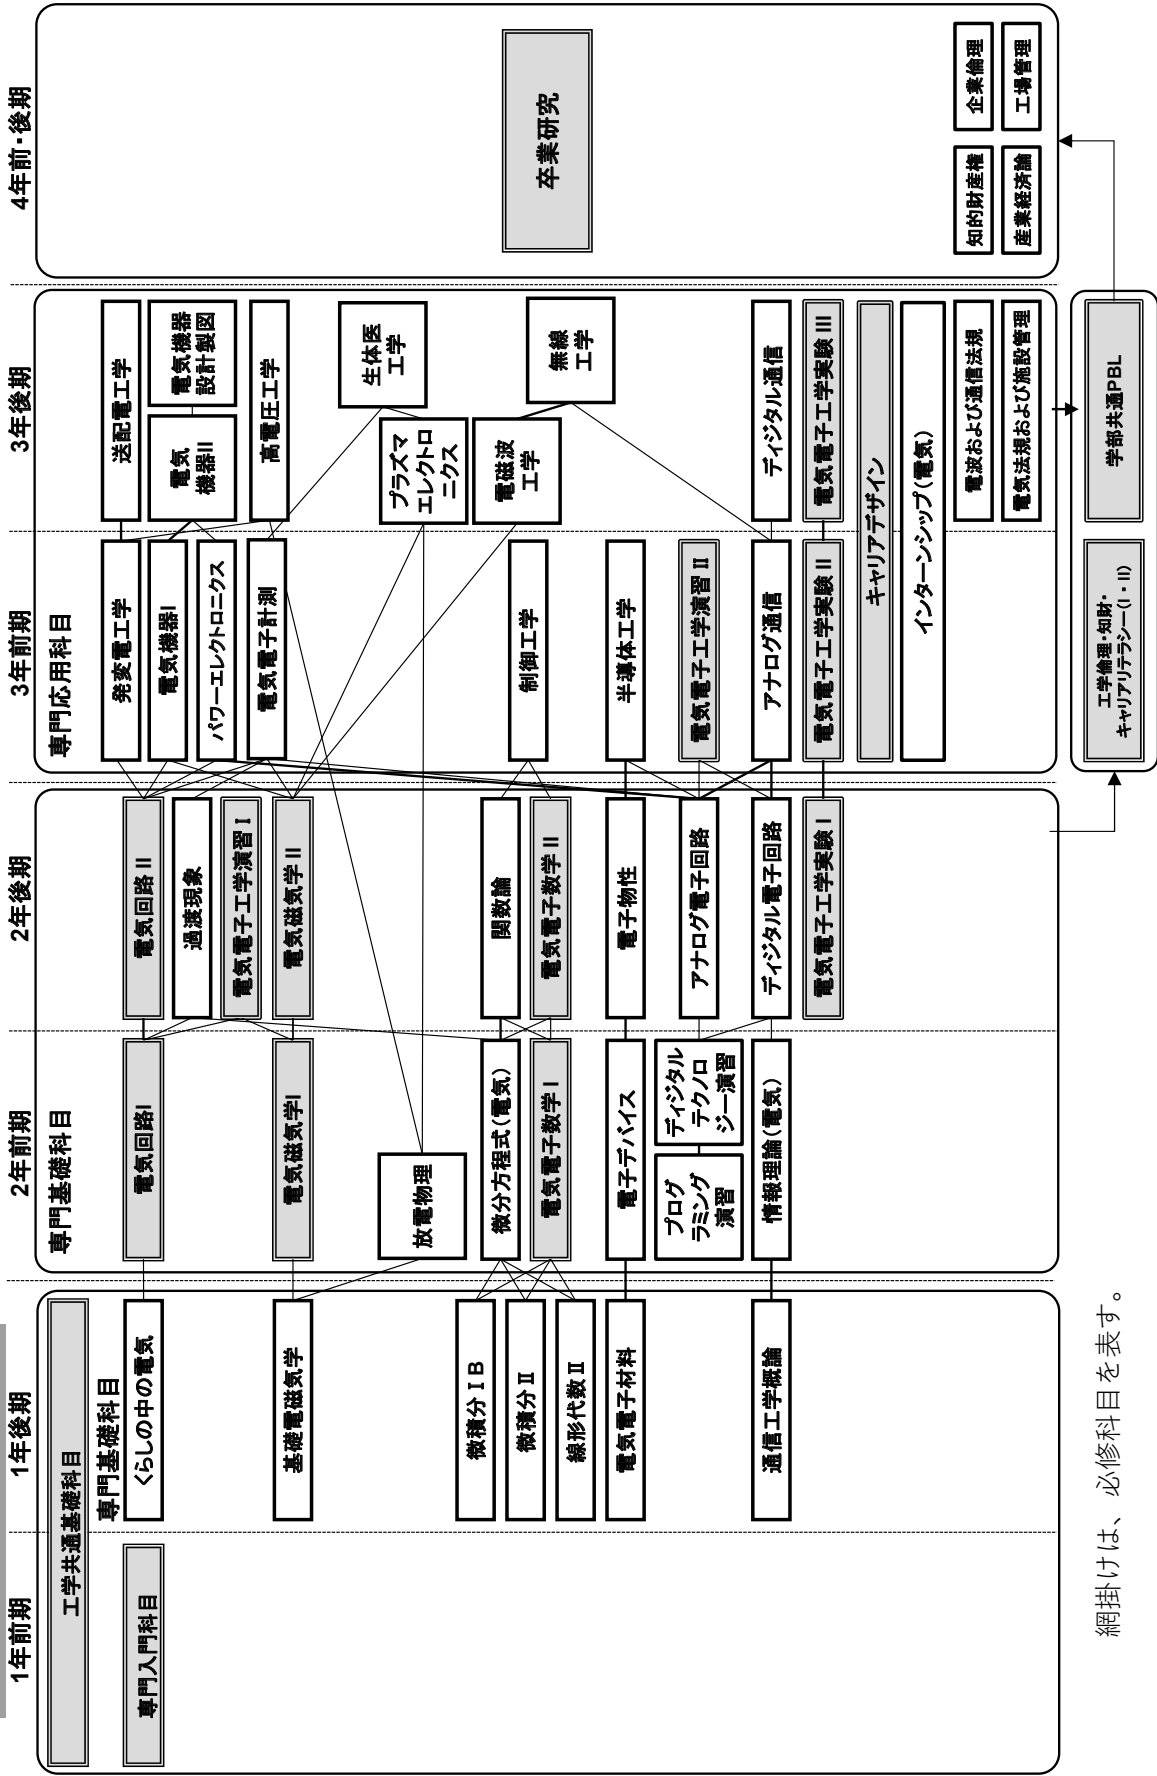 1年前期
1年後期
2年前期
2年後期
3年前期
3年後期
4年前・後期
工学共通基礎科目
専門入門科目
専門基礎科目
くらしの中の電気
基礎電磁気学
微積分ⅠB
微積分Ⅱ
線形代数Ⅱ
電気電子材料
通信工学概論
専門基礎科目
電気回路I
電気磁気学I
放電物理
微分方程式(電気)
電気電子数学Ⅰ
電子デバイス
プログ
ラミング
演習
ディジタル
テクノロ
ジー演習
情報理論(電気)
電気回路Ⅱ
過渡現象
電気電子工学演習Ⅰ
電気磁気学Ⅱ
関数論
電気電子数学Ⅱ
電子物性
アナログ電子回路
ディジタル電子回路
電気電子工学実験Ⅰ
専門応用科目
発変電工学
電気機器I
パワーエレクトロニクス
電気電子計測
制御工学
半導体工学
電気電子工学演習Ⅱ
アナログ通信
電気電子工学実験Ⅱ
送配電工学
電気
機器II
電気機器
設計製図
高電圧工学
生体医
工学
プラズマ
エレクトロ
ニクス
電磁波
工学
無線
工学
ディジタル通信
電気電子工学実験Ⅲ
キャリアデザイン
インターンシップ(電気)
電波および通信法規
電気法規および施設管理
工学倫理・知財・
キャリアリテラシー(Ⅰ・Ⅱ)
学部共通PBL
卒業研究
知的財産権
企業倫理
産業経済論
工場管理
網掛けは、必修科目を表す。